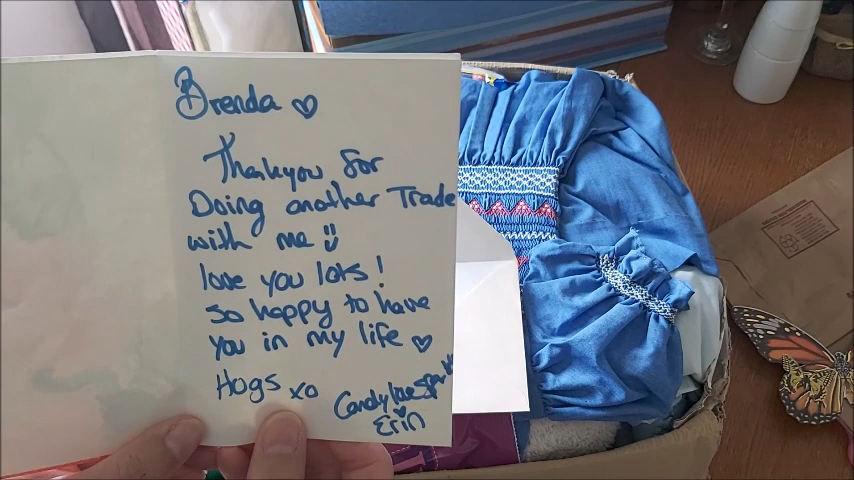 Brenda ♡
Thankyou for
Doing another Trade
with me
love you lots!
so happy to have
you in my life ♡
Hugs xo
Erin